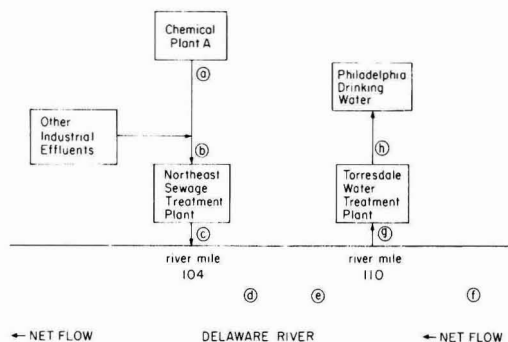 Chemical
Plant A
ⓐ
Philadelphia
Drinking
Water
Other
Industrial
Effluents
ⓑ
ⓗ
Northeast
Sewage
Treatment
Plant
Torresdale
Water
Treatment
Plant
ⓒ
ⓖ
river mile
104
river mile
110
ⓓ
ⓔ
ⓕ
← NET FLOW
DELAWARE RIVER
← NET FLOW